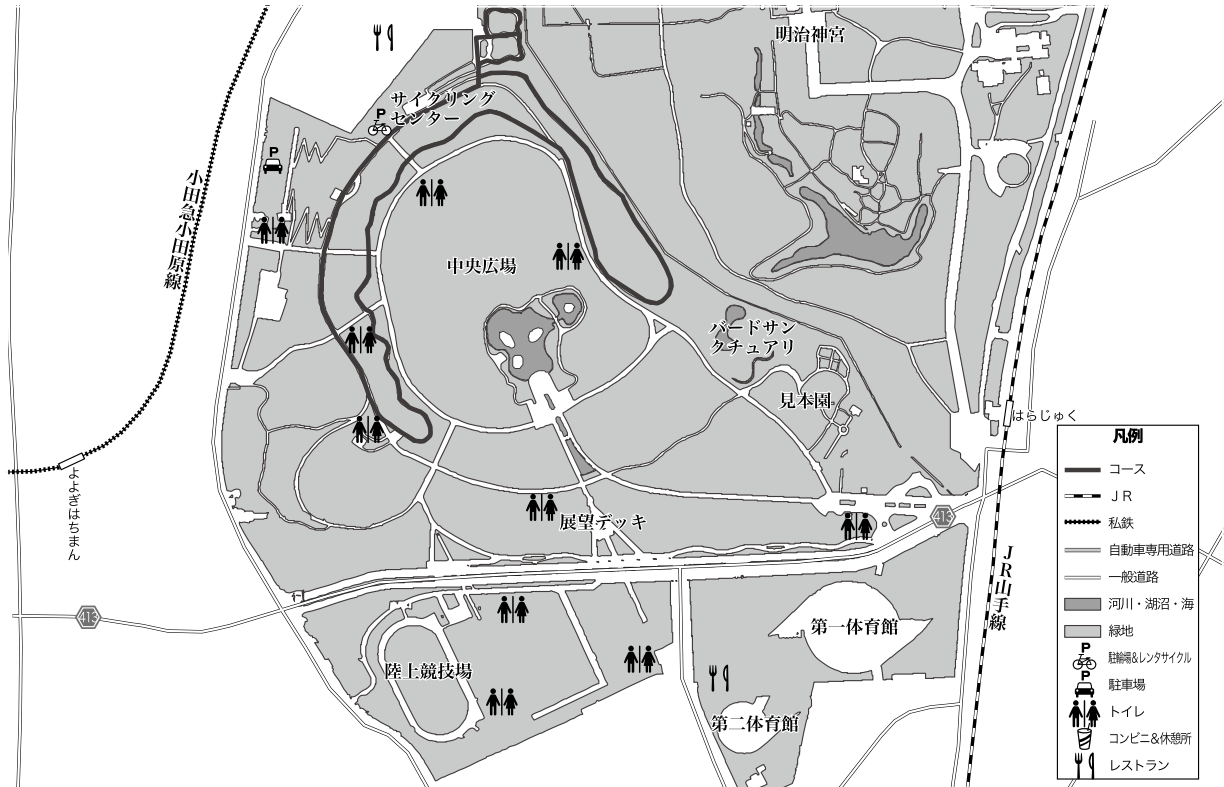 明治神宮
サイクリング
センター
P
P
小田急小田原線
中央広場
バードサン
クチュアリ
見本園
はらじゅく
よよぎはちまん
展望デッキ
413
413
JR山手線
第一体育館
陸上競技場
第二体育館
凡例
コース
JR
私鉄
自動車専用道路
一般道路
河川・湖沼・海
緑地
P
駐輪場&レンタサイクル
P
駐車場
トイレ
コンビニ&休憩所
レストラン